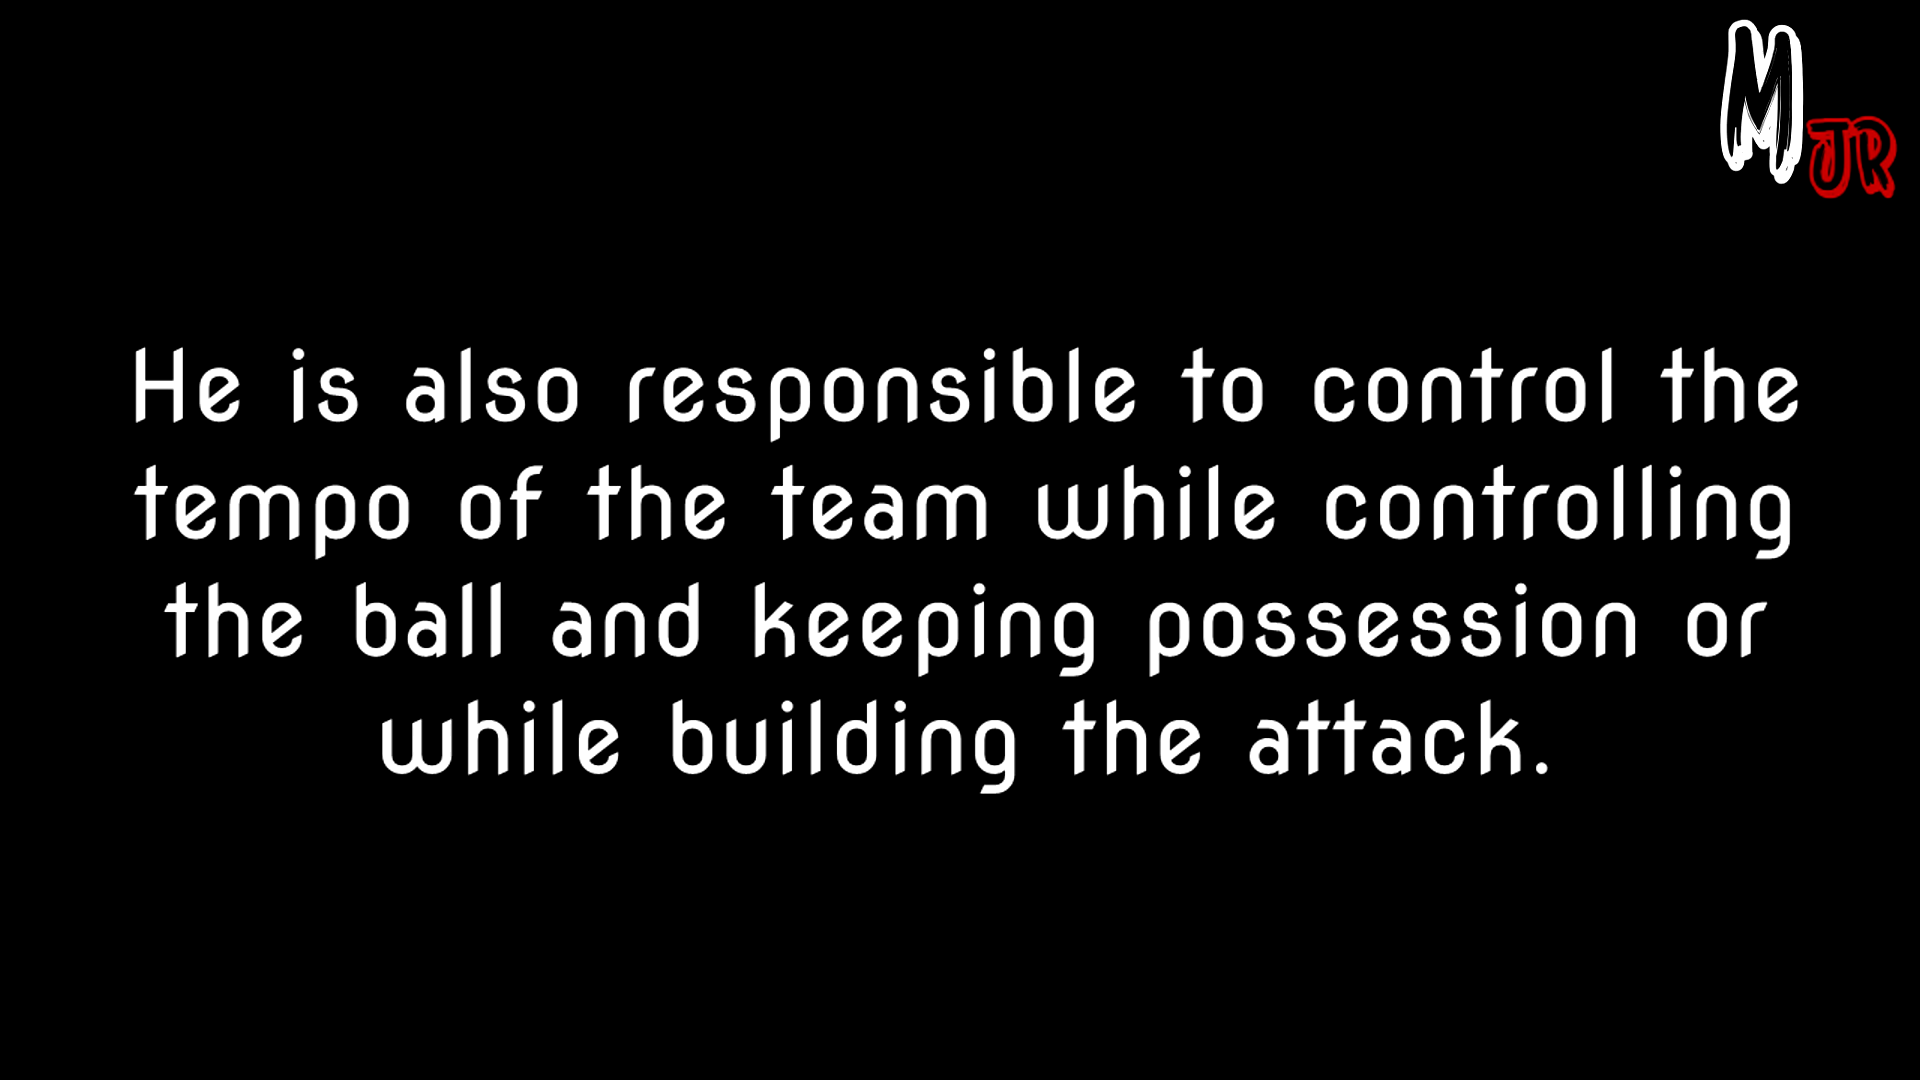 M
JR
He is also responsible to control the
tempo of the team while controlling
the ball and keeping possession or
while building the attack.